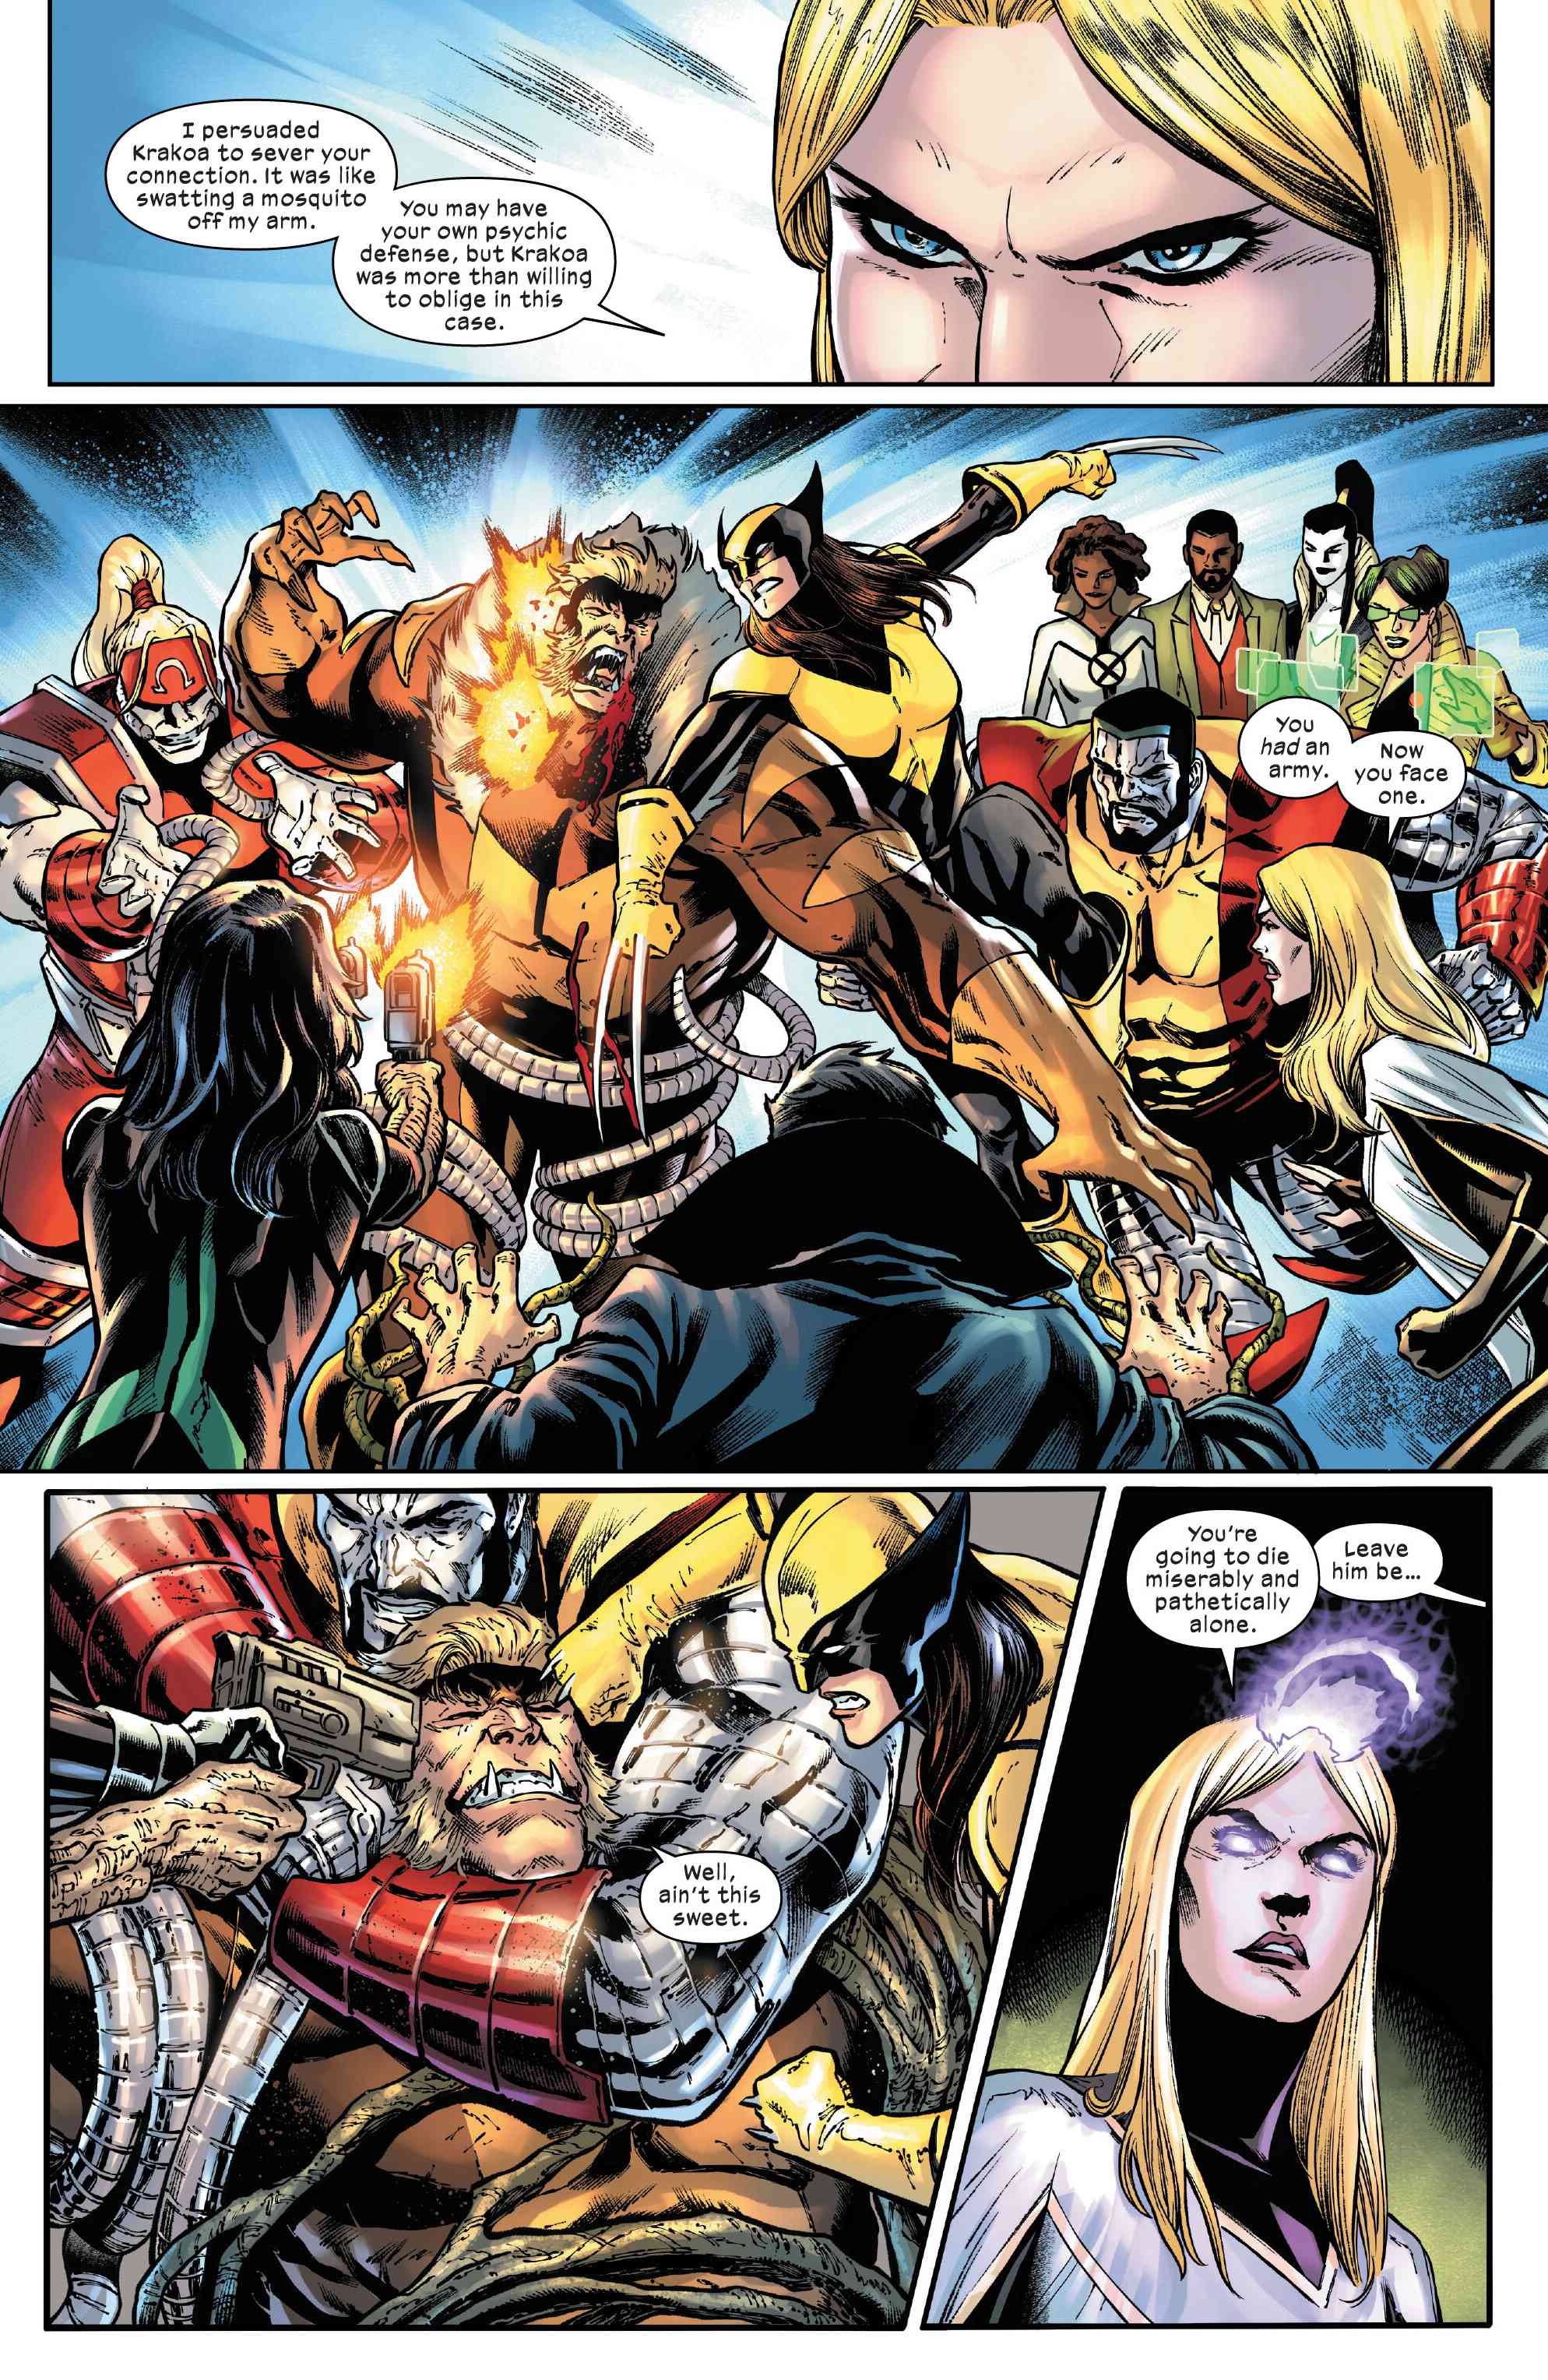 I persuaded
Krakoa to sever your
connection. It was like
swatting a mosquito
off my arm.
You may have
your own psychic
defense, but Krakoa
was more than willing
to oblige in this
case.
Ω
You
had an
army.
Now
you face
one.
Well,
ain't this
sweet.
You're
going to die
miserably and
pathetically
alone.
Leave
him be...